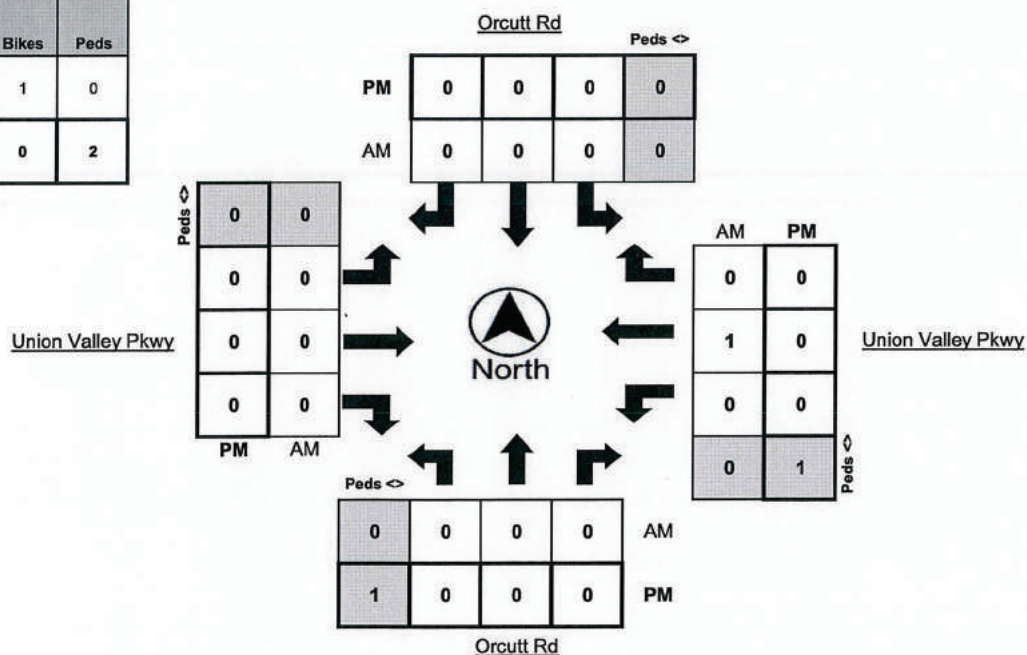 Bikes Peds
1 0
0 2
Orcutt Rd
Peds <>
PM 0 0 0 0
AM 0 0 0 0
Peds <> 0 0
0 0
0 0
0 0
PM AM
Union Valley Pkwy
North
AM PM
0 0
1 0
0 0
0 1 Peds <>
Union Valley Pkwy
Peds <>
0 0 0 0 AM
1 0 0 0 PM
Orcutt Rd